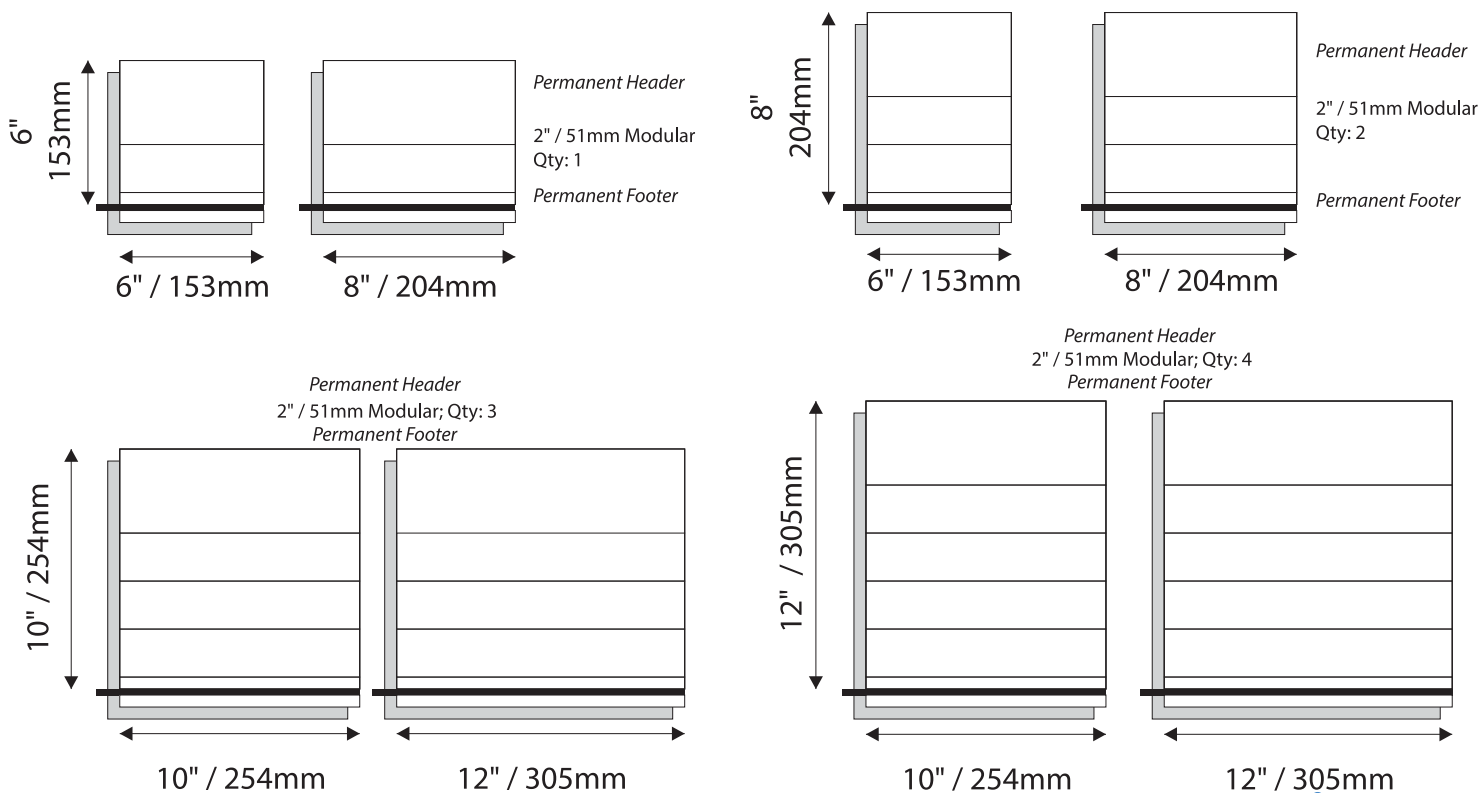 6"
153mm
Permanent Header
2" / 51mm Modular
Qty: 1
Permanent Footer
6" / 153mm
8" / 204mm
8"
204mm
Permanent Header
2" / 51mm Modular
Qty: 2
Permanent Footer
6" / 153mm
8" / 204mm
Permanent Header
2" / 51mm Modular; Qty: 3
Permanent Footer
10" / 254mm
10" / 254mm
12" / 305mm
Permanent Header
2" / 51mm Modular; Qty: 4
Permanent Footer
12" / 305mm
10" / 254mm
12" / 305mm